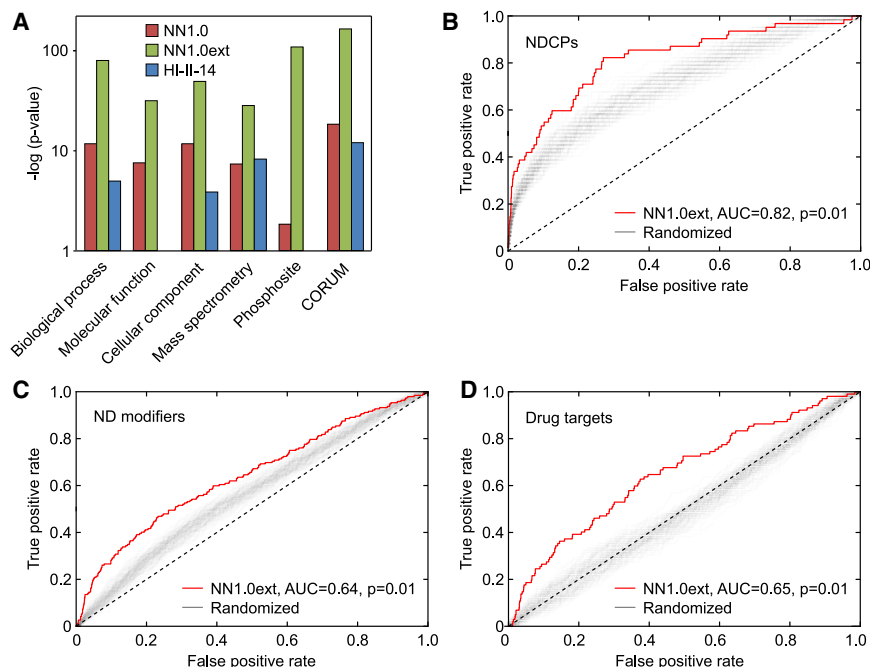 A
NN1.0
NN1.0ext
HI-II-14
-log (p-value)
100
10
1
Biological process
Molecular function
Cellular component
Mass spectrometry
Phosphosite
CORUM
B
NDCPs
True positive rate
1.0
0.8
0.6
0.4
0.2
0
NN1.0ext, AUC=0.82, p=0.01
Randomized
0 0.2 0.4 0.6 0.8 1.0
False positive rate
C
ND modifiers
True positive rate
1.0
0.8
0.6
0.4
0.2
0
NN1.0ext, AUC=0.64, p=0.01
Randomized
0 0.2 0.4 0.6 0.8 1.0
False positive rate
D
Drug targets
True positive rate
1.0
0.8
0.6
0.4
0.2
0
NN1.0ext, AUC=0.65, p=0.01
Randomized
0 0.2 0.4 0.6 0.8 1.0
False positive rate